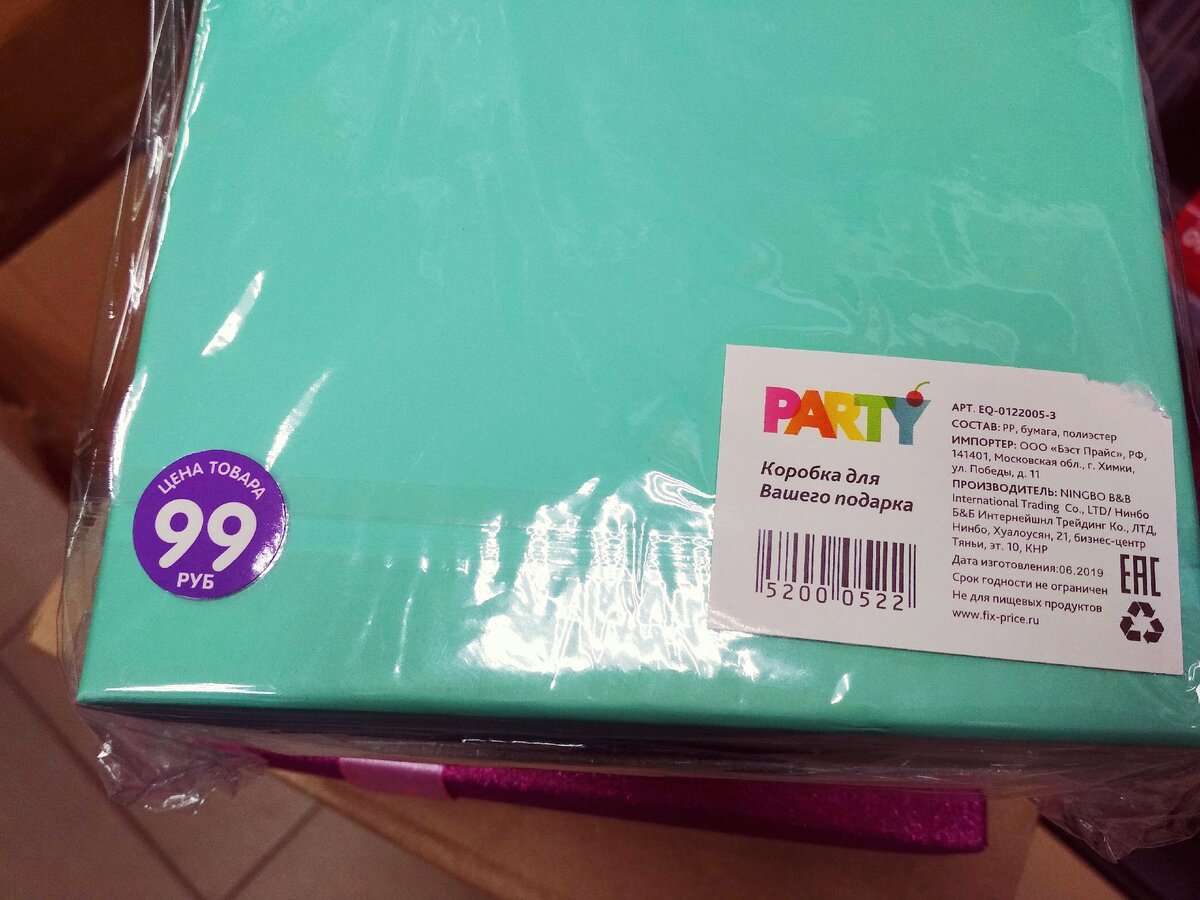 ЦЕНА ТОВАРА
99
РУБ
PARTY
Коробка для
Вашего подарка
5200 0522
АРТ. EQ-0122005-3
СОСТАВ: PP, бумага, полиэстер
ИМПОРТЕР: ООО «Бэст Прайс», РФ,
141401, Московская обл., г. Химки,
ул. Победы, д. 11
ПРОИЗВОДИТЕЛЬ: NINGBO B&B
International Trading Co., LTD/ Нинбо
Б&Б Интернейшнл Трейдинг Ко., ЛТД,
Нинбо, Хуалоусян, 21, бизнес-центр
Тяньи, эт. 10, КНР
Дата изготовления:06.2019
Срок годности не ограничен
Не для пищевых продуктов
www.fix-price.ru
EAC